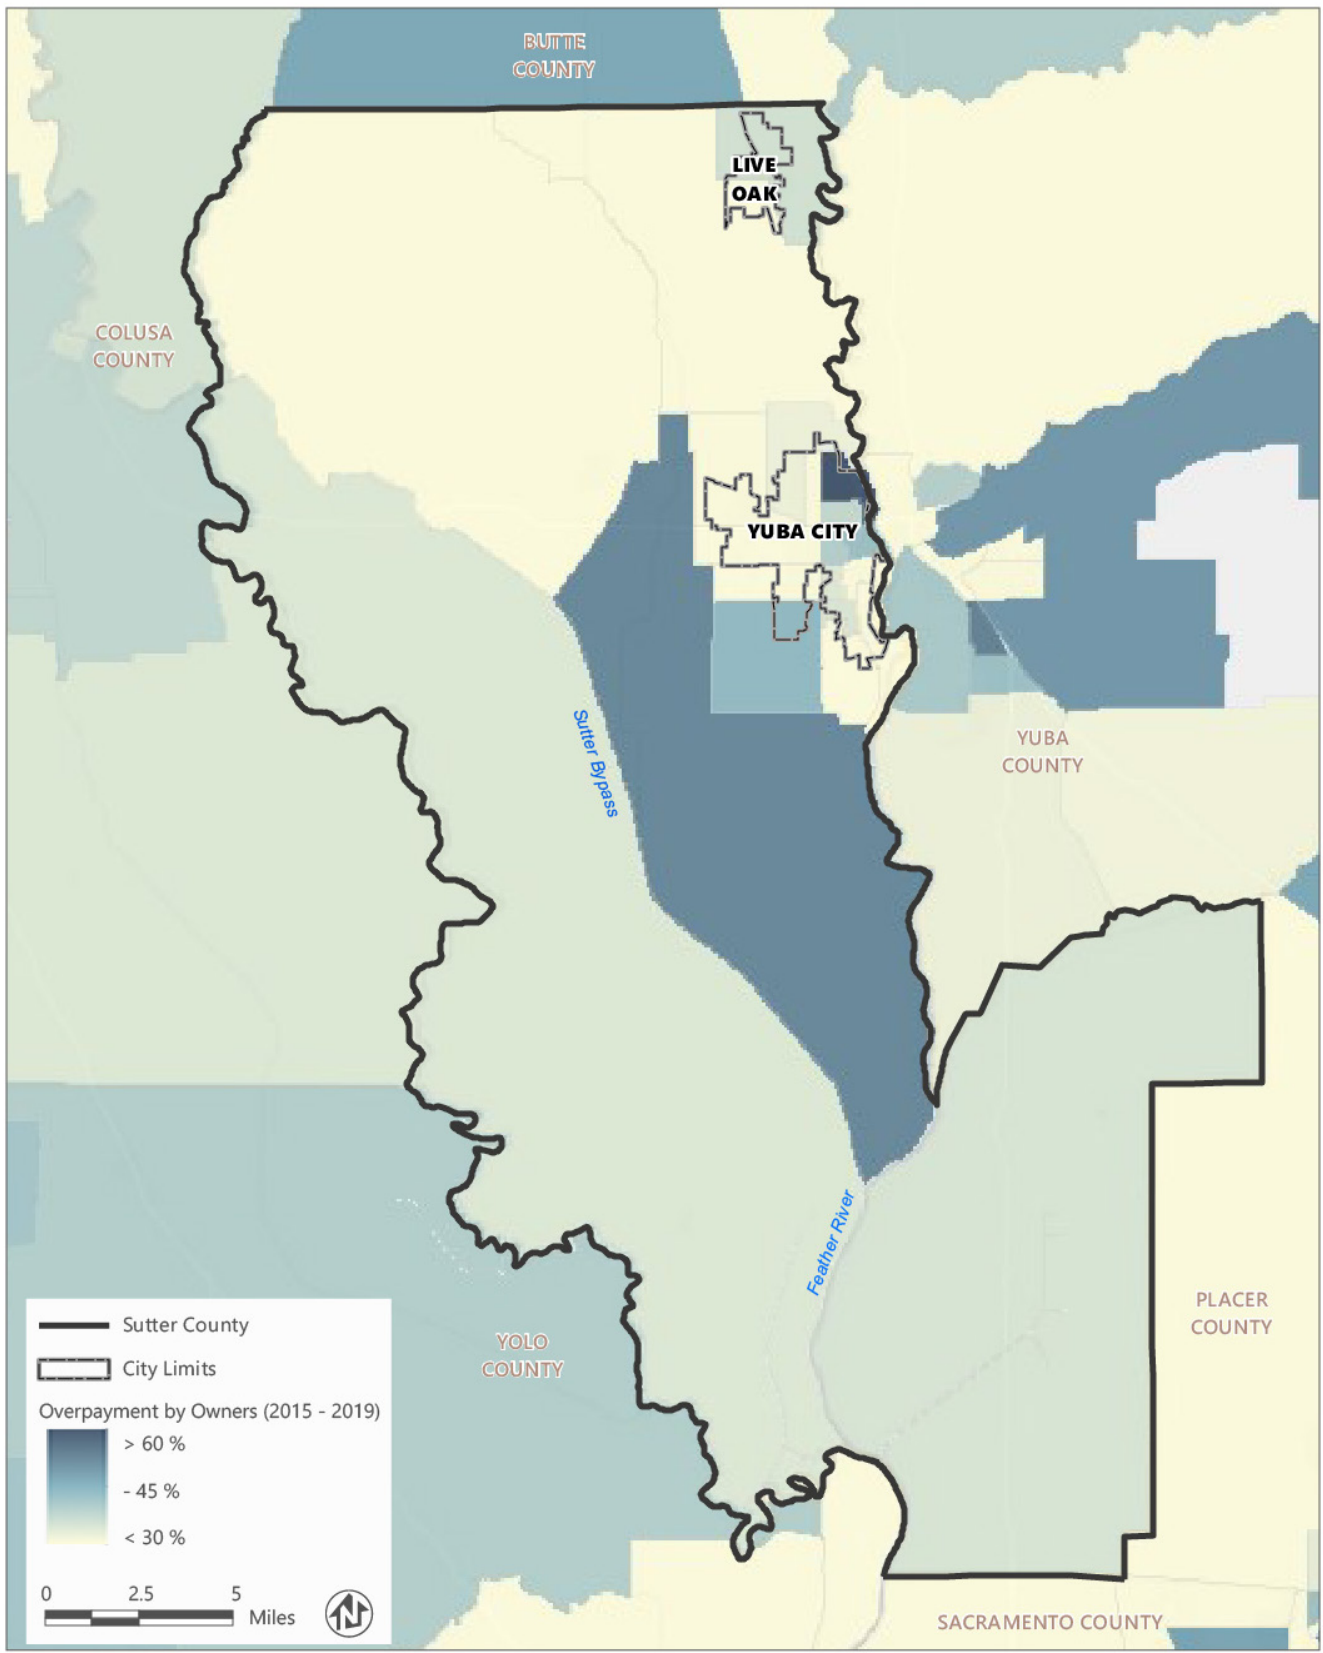 BUTTE
COUNTY
LIVE
OAK
COLUSA
COUNTY
YUBA CITY
Sutter Bypass
YUBA
COUNTY
Feather River
PLACER
COUNTY
YOLO
COUNTY
SACRAMENTO COUNTY
Sutter County
City Limits
Overpayment by Owners (2015 - 2019)
> 60 %
- 45 %
< 30 %
0 2.5 5
Miles
N